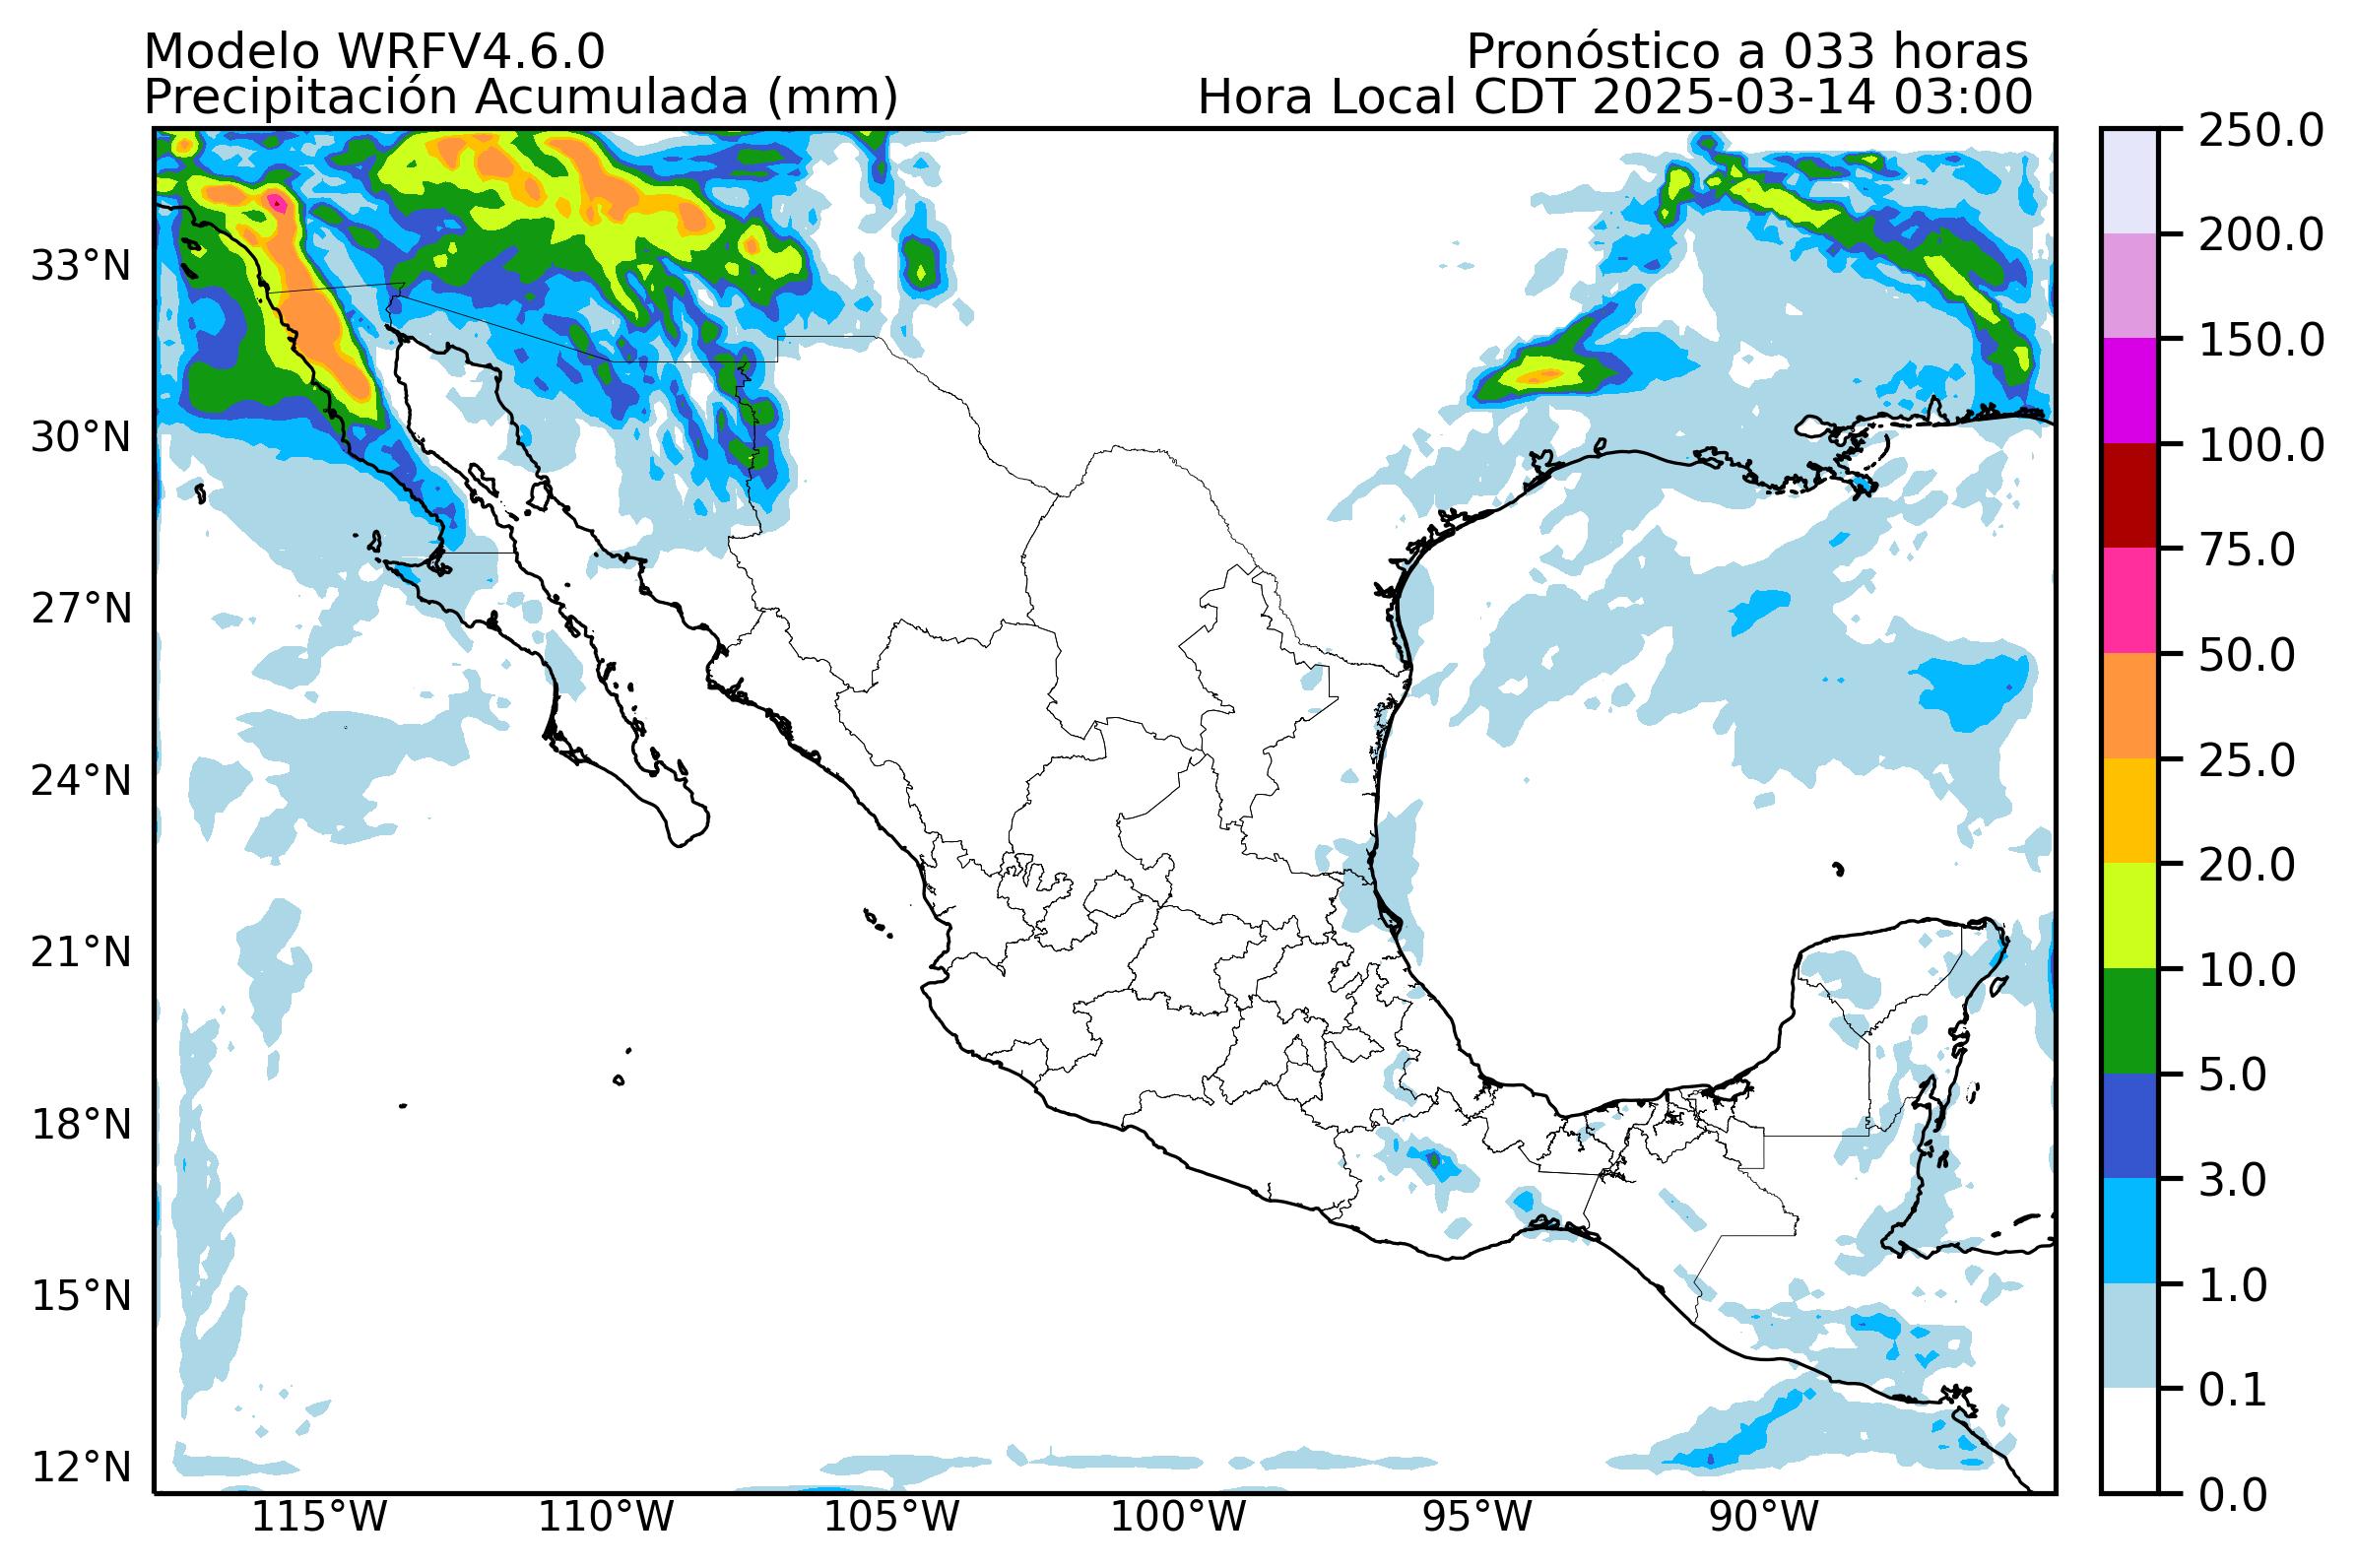 Modelo WRFV4.6.0
Pronóstico a 033 horas
Precipitación Acumulada (mm)
Hora Local CDT 2025-03-14 03:00
33°N
30°N
27°N
24°N
21°N
18°N
15°N
12°N
115°W
110°W
105°W
100°W
95°W
90°W
250.0
200.0
150.0
100.0
75.0
50.0
25.0
20.0
10.0
5.0
3.0
1.0
0.1
0.0